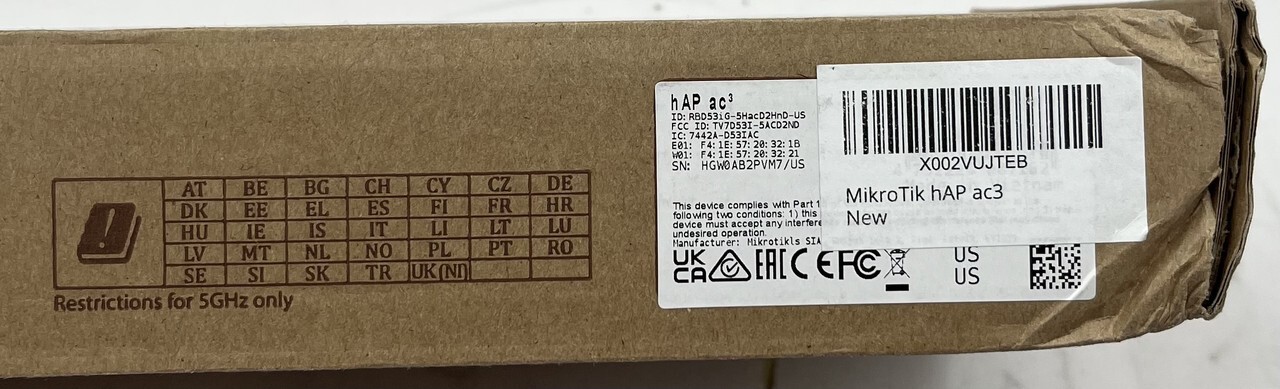 AT BE BG CH CY CZ DE
DK EE EL ES FI FR HR
HU IE IS IT LI LT LU
LV MT NL NO PL PT RO
SE SI SK TR UK(NI)
Restrictions for 5GHz only
hAP ac³
ID: RBD53iG-5HacD2HnD-US
FCC ID: TV7D53I-5ACD2ND
IC: 7442A-D53IAC
E01: F4:1E:57:20:32:1B
W01: F4:1E:57:20:32:21
SN: HGW0AB2PVM7/US
This device complies with Part 1
following two conditions: 1) this
device must accept any interfere
undesired operation.
Manufacturer: Mikrotikls SIA
UK CA EAC CE FC
US
US
X002VUJTEB
MikroTik hAP ac3
New